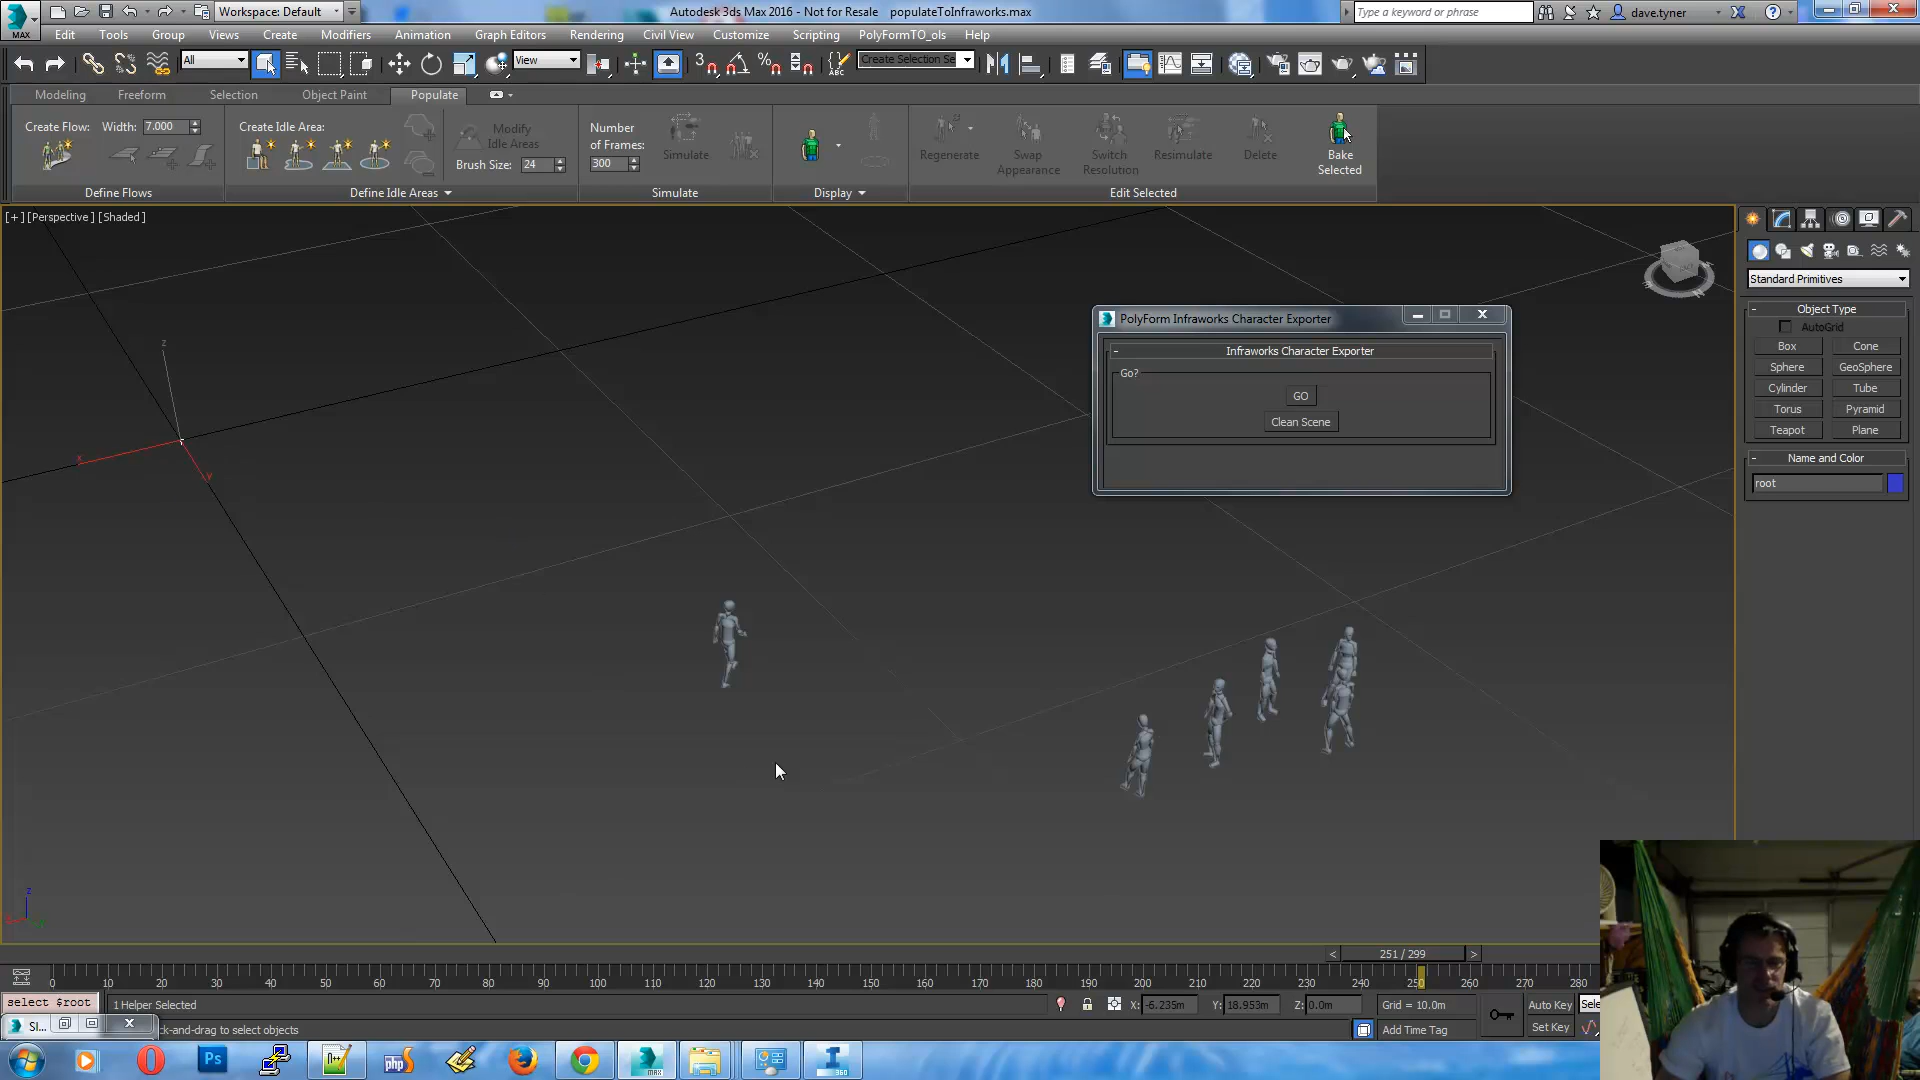 MAX
Workspace: Default
Autodesk 3ds Max 2016 - Not for Resale    populateToInfraworks.max
Type a keyword or phrase
dave.tyner
Edit  Tools  Group  Views  Create  Modifiers  Animation  Graph Editors  Rendering  Civil View  Customize  Scripting  PolyFormTO_ols  Help
All
View
3
ABC
Create Selection Se
Modeling  Freeform  Selection  Object Paint  Populate
Create Flow:  Width:  7.000
Create Idle Area:
Modify
Idle Areas
Brush Size:  24
Number
of Frames:
300
Simulate
Regenerate
Swap
Appearance
Switch
Resolution
Resimulate
Delete
Bake
Selected
Define Flows  Define Idle Areas  Simulate  Display  Edit Selected
[+] [Perspective] [Shaded]
PolyForm Infraworks Character Exporter
- Infraworks Character Exporter
Go?
GO
Clean Scene
Standard Primitives
- Object Type
AutoGrid
Box  Cone
Sphere  GeoSphere
Cylinder  Tube
Torus  Pyramid
Teapot  Plane
- Name and Color
root
z
x
Y
z
< 251 / 299 >
0 10 20 30 40 50 60 70 80 90 100 110 120 130 140 150 160 170 180 190 200 210 220 230 240 250 260 270 280
select $root
1 Helper Selected
X: -6.235m  Y: 18.953m  Z: 0.0m  Grid = 10.0m
Auto Key  Sele
Sl...
ck-and-drag to select objects
Add Time Tag
Set Key
Ps
php
MAX
360